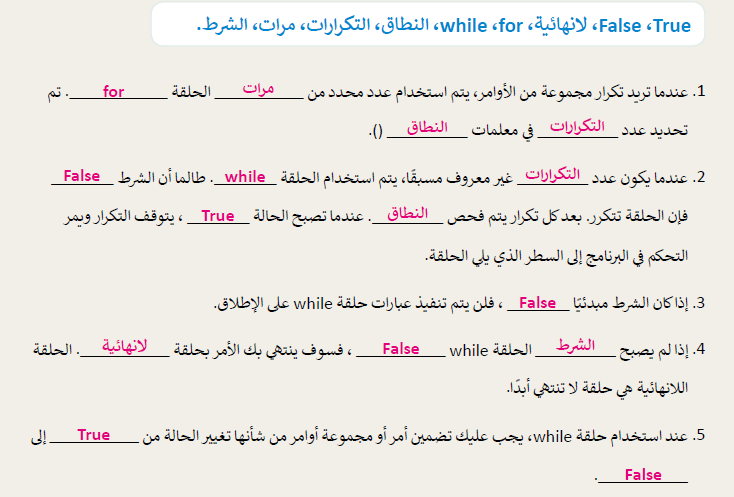 True، False، لانهائية، for، while، النطاق، التكرارات، مرات، الشرط.
1. عندما تريد تكرار مجموعة من الأوامر، يتم استخدام عدد محدد من مرات الحلقة for. تم
تحديد عدد التكرارات في معلمات النطاق ().
2. عندما يكون عدد التكرارات غير معروف مسبقًا، يتم استخدام الحلقة while. طالما أن الشرط False
فإن الحلقة تتكرر. بعد كل تكرار يتم فحص النطاق. عندما تصبح الحالة True، يتوقف التكرار ويمر
التحكم في البرنامج إلى السطر الذي يلي الحلقة.
3. إذا كان الشرط مبدئيًا False، فلن يتم تنفيذ عبارات حلقة while على الإطلاق.
4. إذا لم يصبح الشرط الحلقة while False، فسوف ينتهي بك الأمر بحلقة لانهائية. الحلقة
اللانهائية هي حلقة لا تنتهي أبدًا.
5. عند استخدام حلقة while، يجب عليك تضمين أمر أو مجموعة أوامر من شأنها تغيير الحالة من True إلى
False.